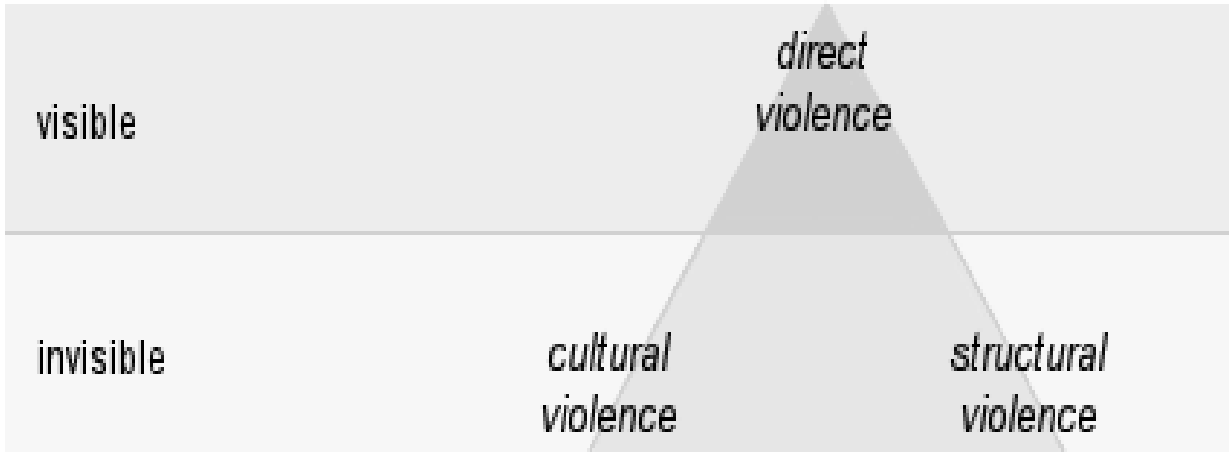 direct
violence
visible
invisible
cultural
violence
structural
violence